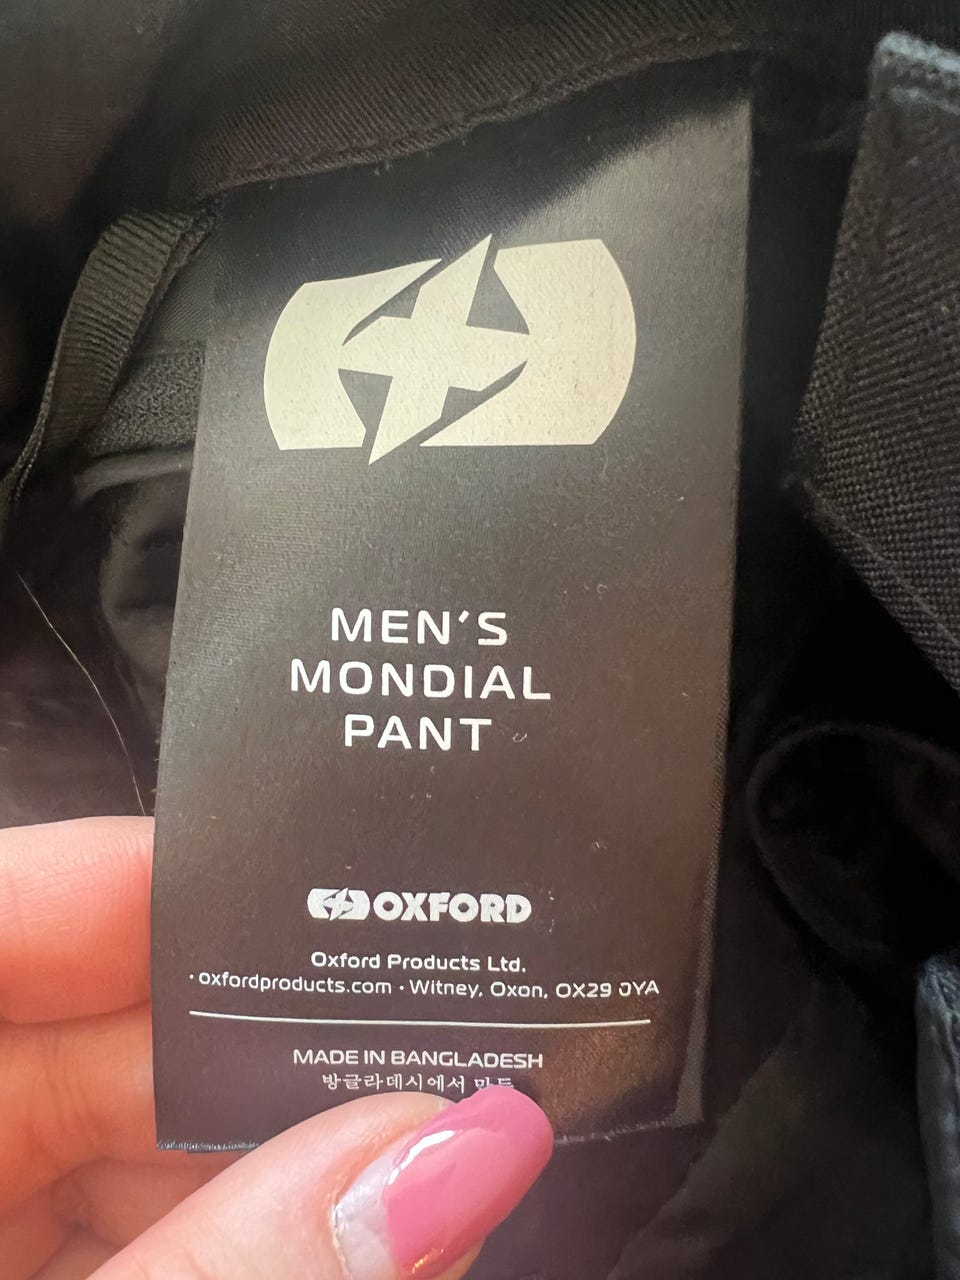 MEN'S
MONDIAL
PANT
OXFORD
Oxford Products Ltd.
· oxfordproducts.com · Witney, Oxon, OX29 0YA
MADE IN BANGLADESH
방글라데시에서